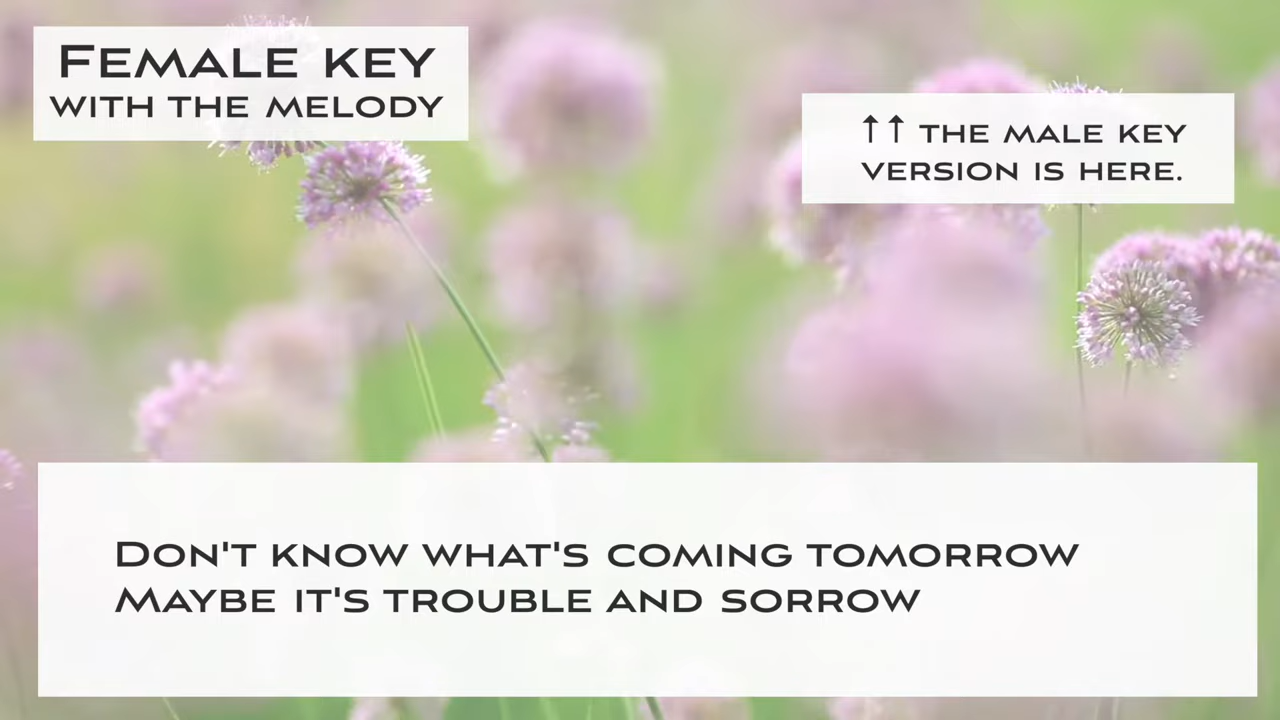 Female key
with the melody
↑↑ the male key
version is here.
Don't know what's coming tomorrow
Maybe it's trouble and sorrow